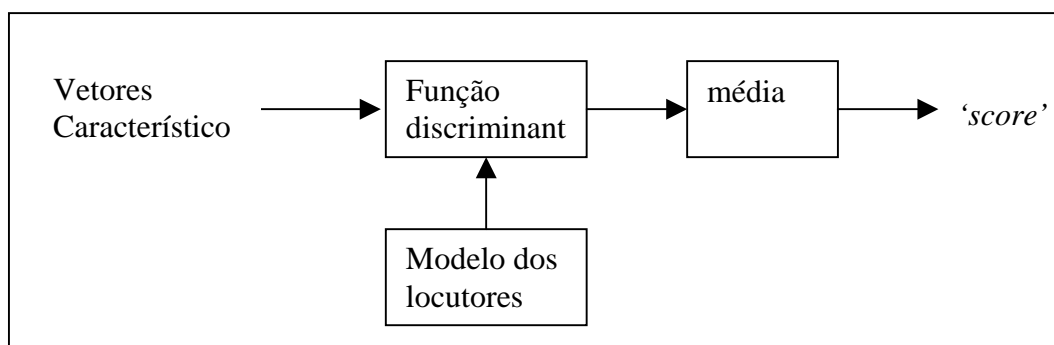 Vetores
Característico
Função
discriminant
média
‘score’
Modelo dos
locutores